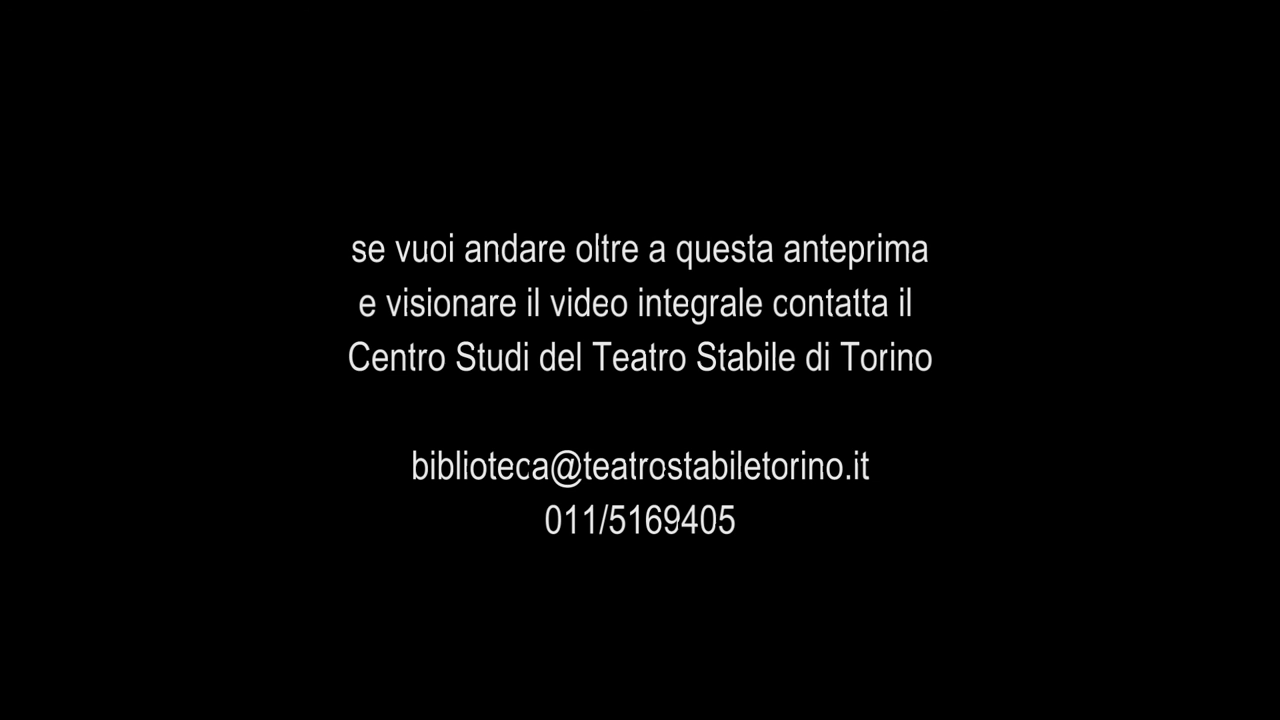 se vuoi andare oltre a questa anteprima
e visionare il video integrale contatta il
Centro Studi del Teatro Stabile di Torino
biblioteca@teatrostabiletorino.it
011/5169405